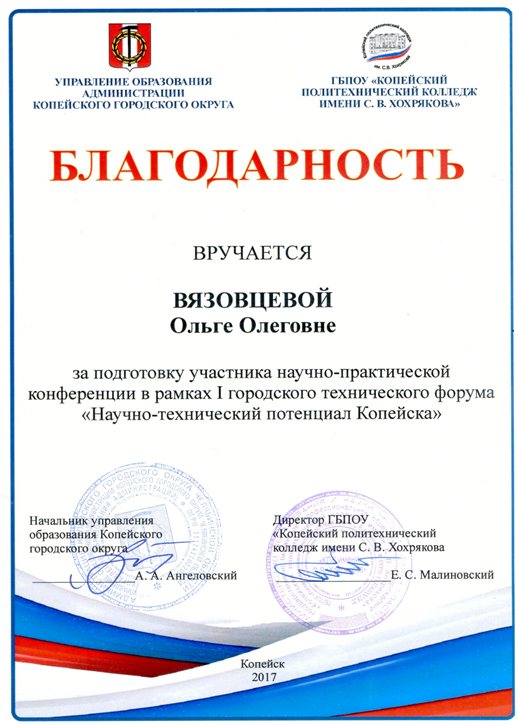 УПРАВЛЕНИЕ ОБРАЗОВАНИЯ
АДМИНИСТРАЦИИ
КОПЕЙСКОГО ГОРОДСКОГО ОКРУГА
им. С.В. Хохрякова
ГБПОУ «КОПЕЙСКИЙ
ПОЛИТЕХНИЧЕСКИЙ КОЛЛЕДЖ
ИМЕНИ С. В. ХОХРЯКОВА»
БЛАГОДАРНОСТЬ
ВРУЧАЕТСЯ
ВЯЗОВЦЕВОЙ
Ольге Олеговне
за подготовку участника научно-практической
конференции в рамках I городского технического форума
«Научно-технический потенциал Копейска»
Начальник управления
образования Копейского
городского округа
А. А. Ангеловский
Директор ГБПОУ
«Копейский политехнический
колледж имени С. В. Хохрякова
Е. С. Малиновский
Копейск
2017